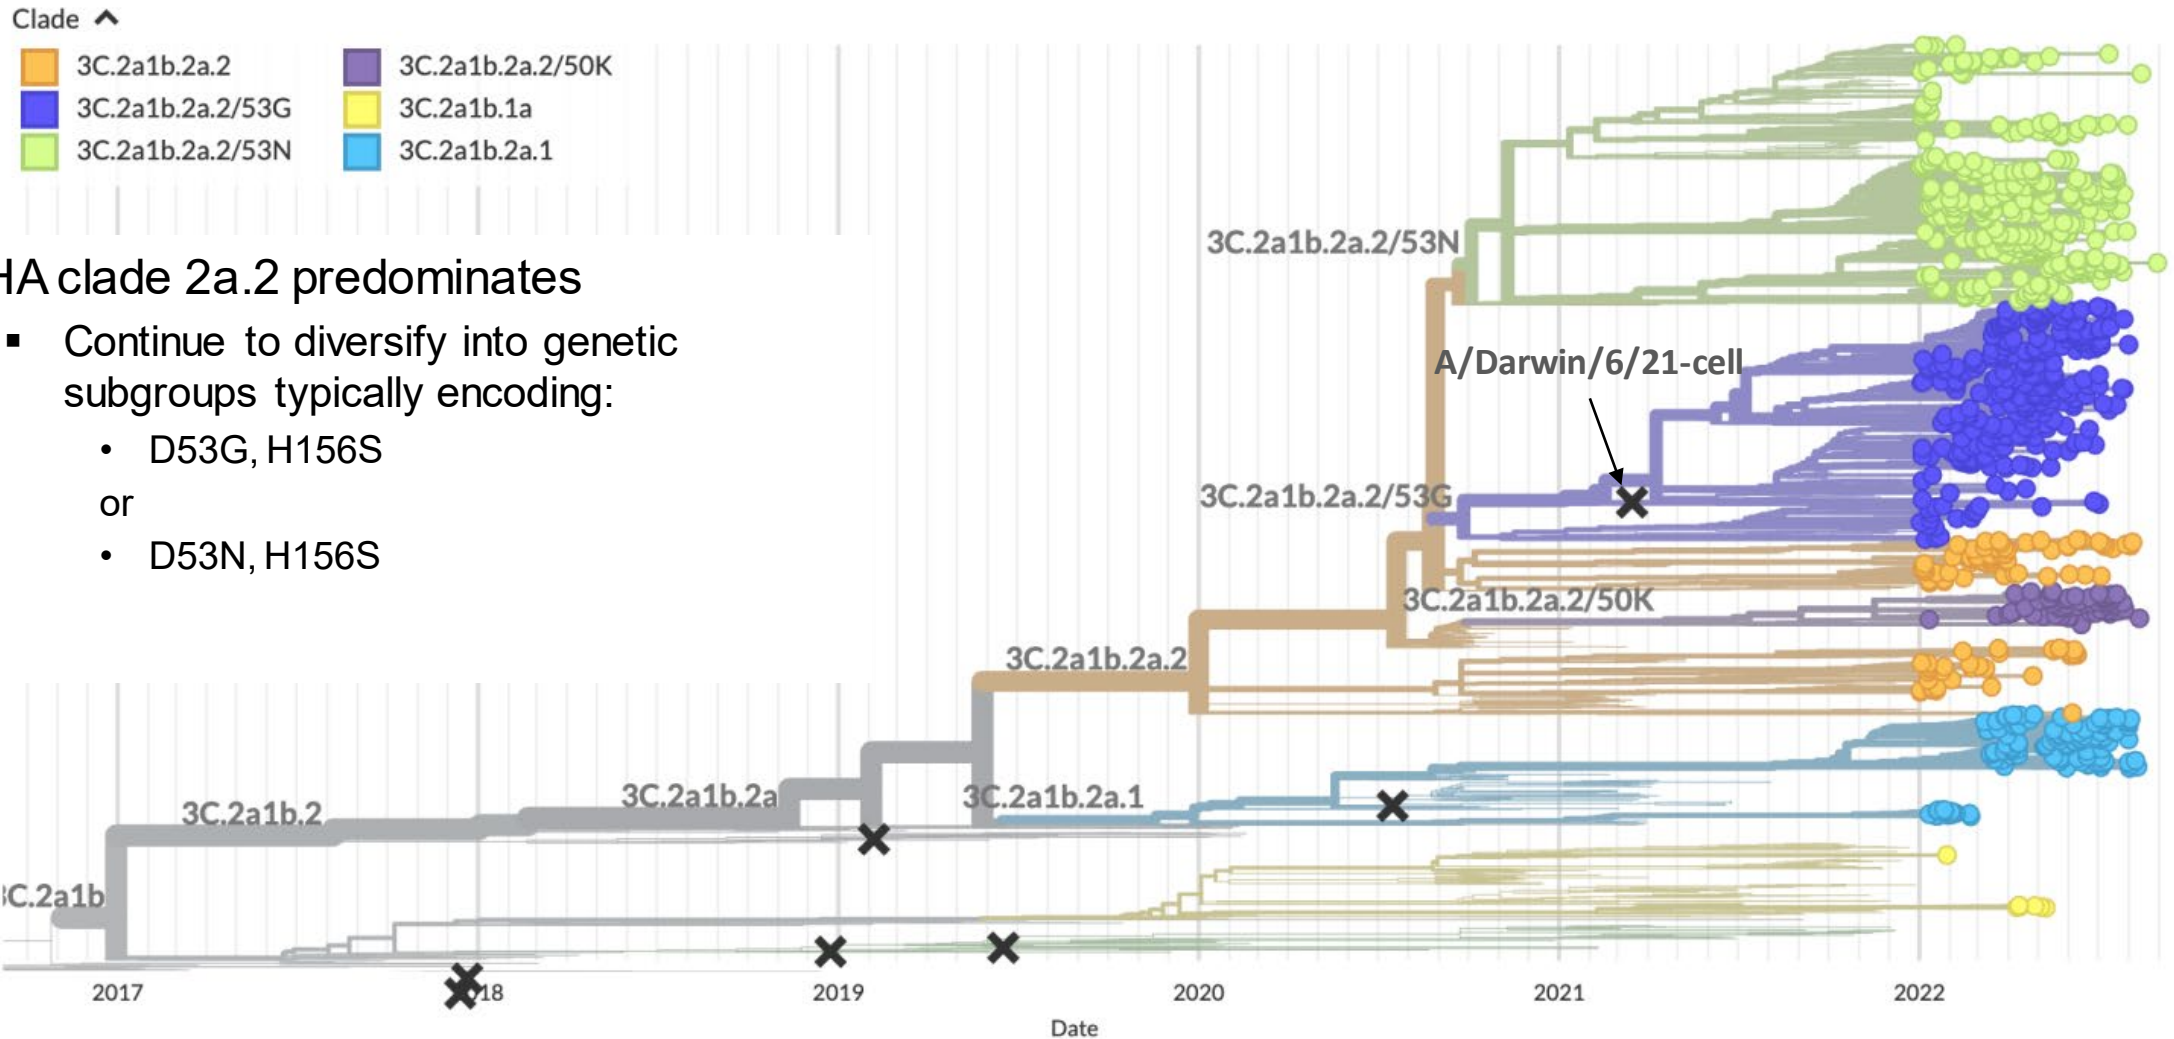 Clade
3C.2a1b.2a.2
3C.2a1b.2a.2/50K
3C.2a1b.2a.2/53G
3C.2a1b.1a
3C.2a1b.2a.2/53N
3C.2a1b.2a.1
HA clade 2a.2 predominates
▪ Continue to diversify into genetic
subgroups typically encoding:
• D53G, H156S
or
• D53N, H156S
3C.2a1b.2a.2/53N
A/Darwin/6/21-cell
3C.2a1b.2a.2/53G
3C.2a1b.2a.2/50K
3C.2a1b.2a.2
3C.2a1b.2a
3C.2a1b.2a.1
3C.2a1b.2
3C.2a1b
2017
18
2019
2020
2021
2022
Date